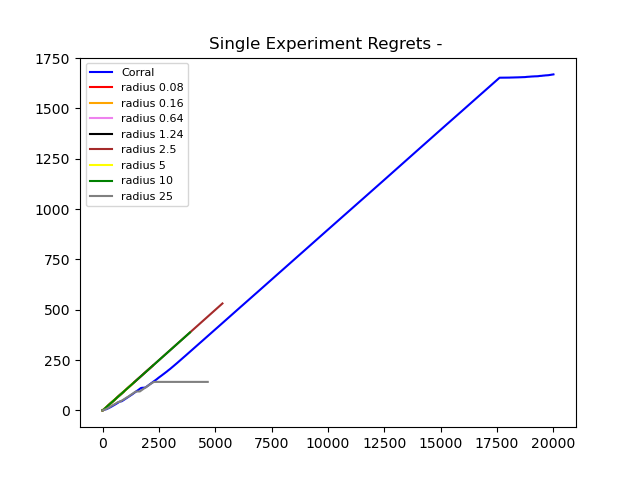 Single Experiment Regrets -
1750
1500
1250
1000
750
500
250
0
Corral
radius 0.08
radius 0.16
radius 0.64
radius 1.24
radius 2.5
radius 5
radius 10
radius 25
0 2500 5000 7500 10000 12500 15000 17500 20000